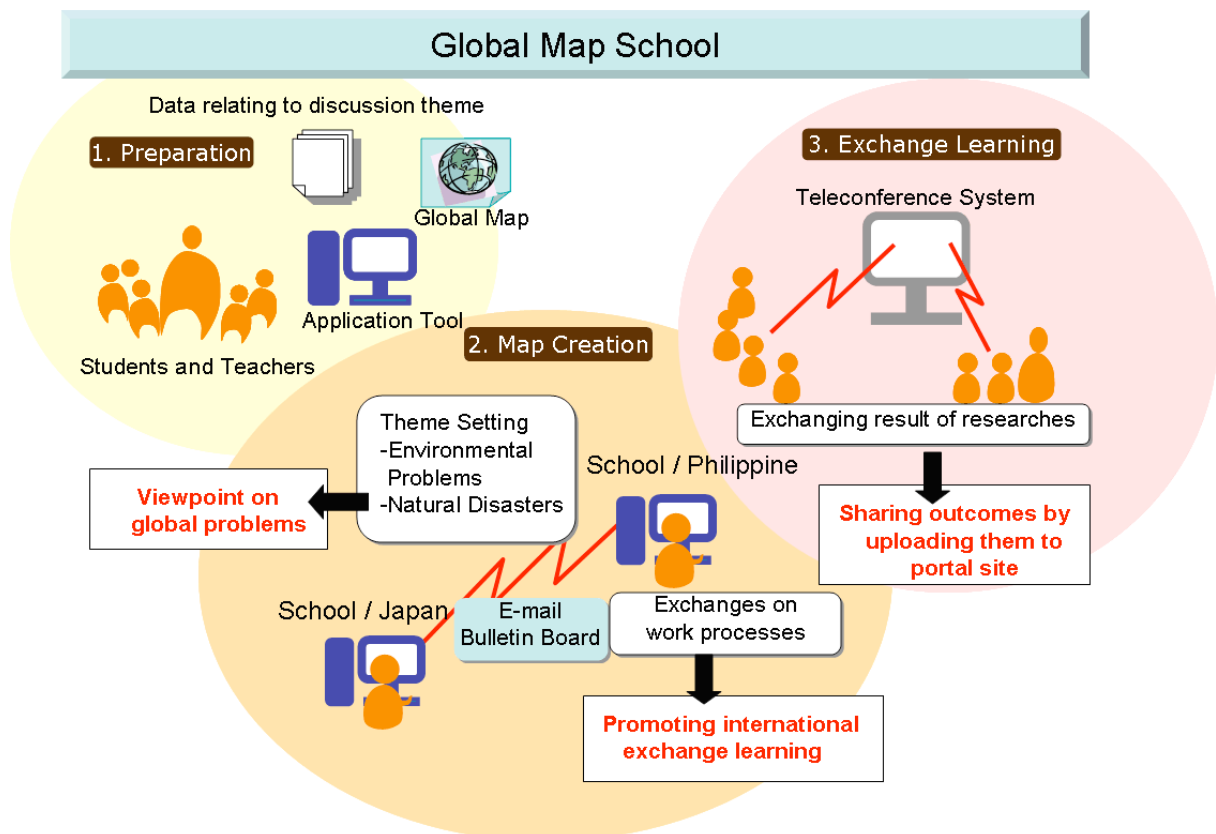 Global Map School
Data relating to discussion theme
1. Preparation
Global Map
Application Tool
Students and Teachers
2. Map Creation
Theme Setting
-Environmental
Problems
-Natural Disasters
Viewpoint on
global problems
School / Philippine
School / Japan
E-mail
Bulletin Board
Exchanges on
work processes
Promoting international
exchange learning
3. Exchange Learning
Teleconference System
Exchanging result of researches
Sharing outcomes by
uploading them to
portal site